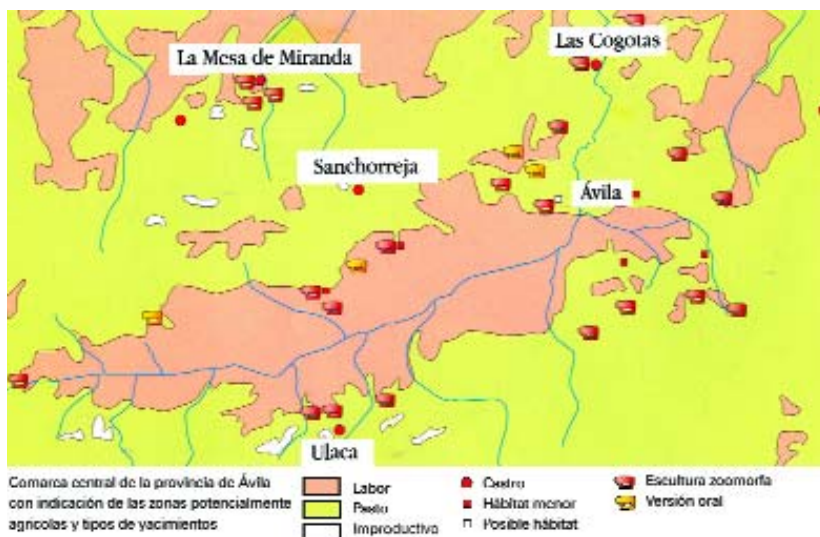 La Mesa de Miranda
Las Cogotas
Sanchorreja
Ávila
Ulaca
Comarca central de la provincia de Ávila
con indicación de las zonas potencialmente
agrícolas y tipos de yacimientos
Labor
Pasto
Improductivo
Castro
Hábitat menor
Posible hábitat
Escultura zoomorfa
Versión oral